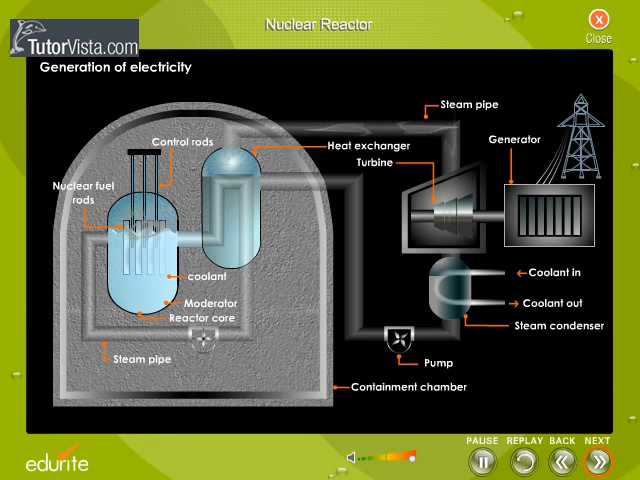 Nuclear Reactor
X
Close
TutorVista.com
Generation of electricity
Steam pipe
Control rods
Generator
Heat exchanger
Turbine
Nuclear fuel
rods
coolant
Coolant in
Moderator
Coolant out
Reactor core
Steam condenser
Steam pipe
Pump
Containment chamber
PAUSE REPLAY BACK NEXT
edurite